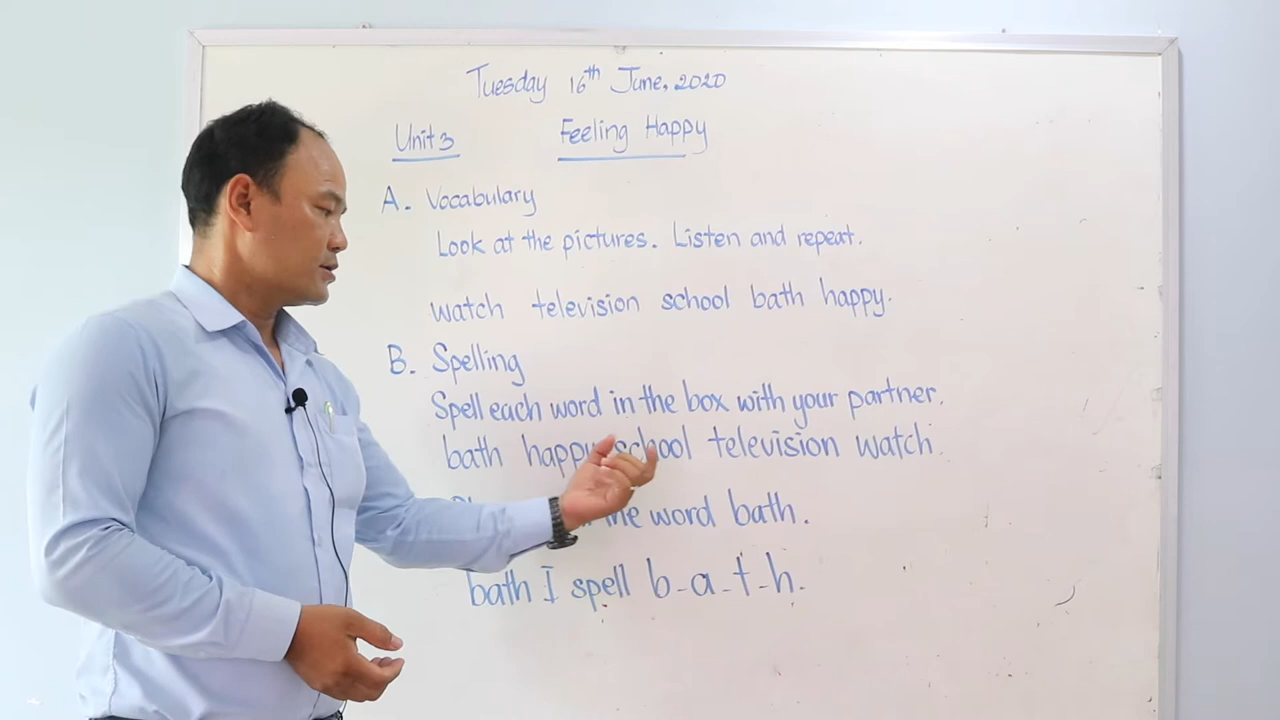 Tuesday 16th June, 2020
Unit 3 Feeling Happy
A. Vocabulary
Look at the pictures. Listen and repeat.
watch television school bath happy.
B. Spelling
Spell each word in the box with your partner.
bath happy school television watch.
the word bath.
bath I spell b-a-t-h.